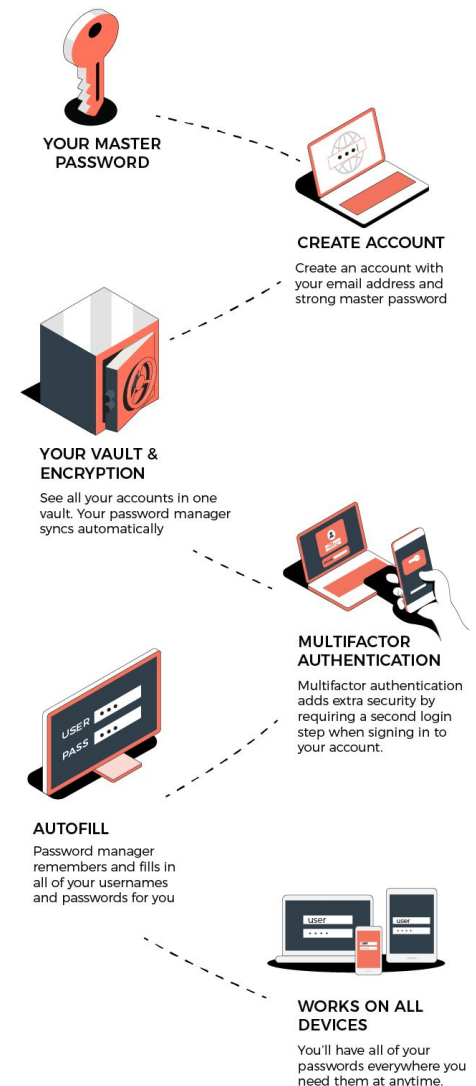 YOUR MASTER
PASSWORD
CREATE ACCOUNT
Create an account with
your email address and
strong master password
YOUR VAULT &
ENCRYPTION
See all your accounts in one
vault. Your password manager
syncs automatically
MULTIFACTOR
AUTHENTICATION
Multifactor authentication
adds extra security by
requiring a second login
step when signing in to
your account.
USER
PASS
AUTOFILL
Password manager
remembers and fills in
all of your usernames
and passwords for you
user
user
WORKS ON ALL
DEVICES
You'll have all of your
passwords everywhere you
need them at anytime.